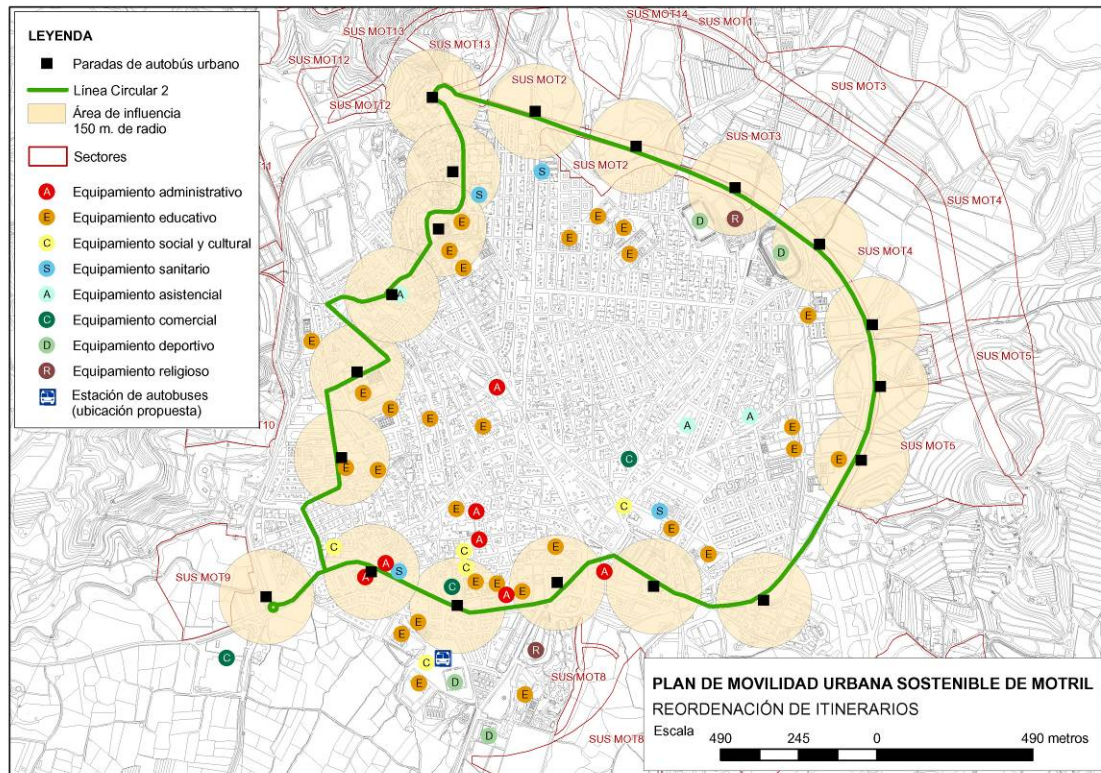 LEYENDA
Paradas de autobús urbano
Línea Circular 2
Área de influencia
150 m. de radio
Sectores
A Equipamiento administrativo
E Equipamiento educativo
C Equipamiento social y cultural
S Equipamiento sanitario
A Equipamiento asistencial
C Equipamiento comercial
D Equipamiento deportivo
R Equipamiento religioso
Estación de autobuses
(ubicación propuesta)
SUS MOT13
SUS MOT13
SUS MOT14
SUS MOT1
SUS MOT12
SUS MOT12
SUS MOT2
SUS MOT3
SUS MOT3
SUS MOT2
SUS MOT4
SUS MOT4
SUS MOT5
SUS MOT5
SUS MOT9
SUS MOT8
SUS MOT8
PLAN DE MOVILIDAD URBANA SOSTENIBLE DE MOTRIL
REORDENACIÓN DE ITINERARIOS
Escala
490 245 0 490 metros